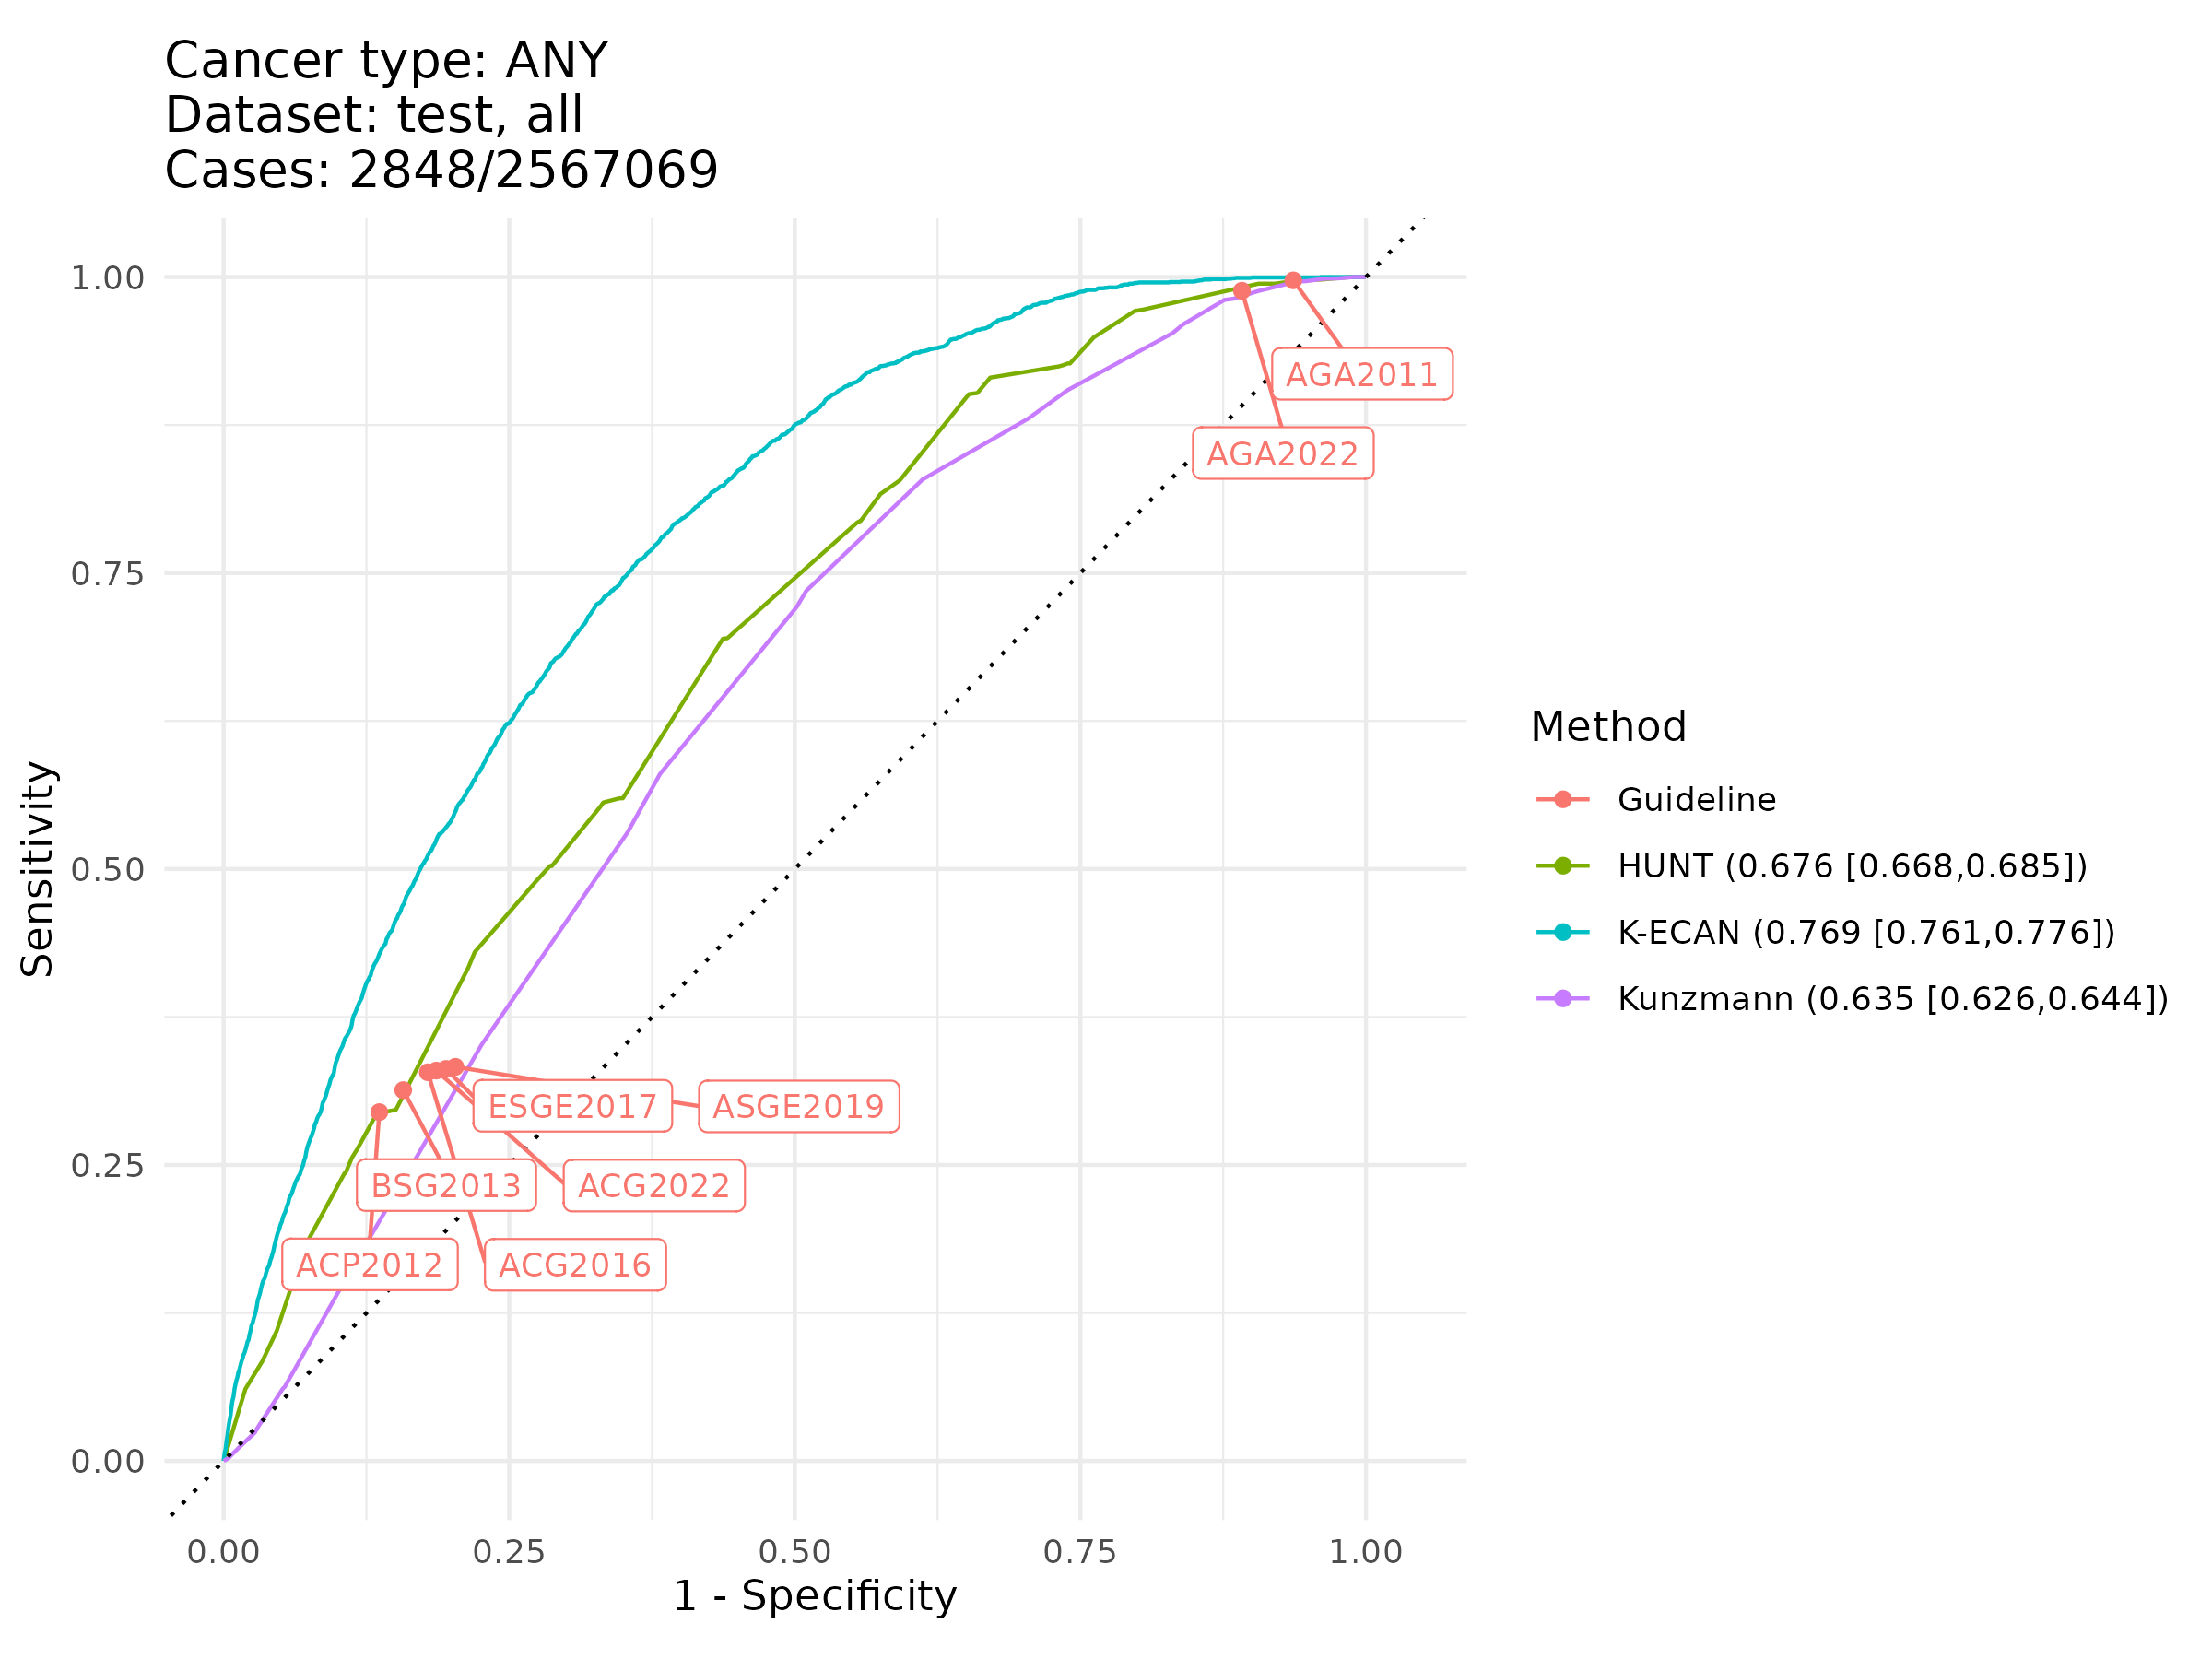 Cancer type: ANY
Dataset: test, all
Cases: 2848/2567069
1.00
0.75
0.50
0.25
0.00
Sensitivity
AGA2011
AGA2022
ESGE2017
ASGE2019
BSG2013
ACG2022
ACP2012
ACG2016
0.00
0.25
0.50
0.75
1.00
1 - Specificity
Method
Guideline
HUNT (0.676 [0.668,0.685])
K-ECAN (0.769 [0.761,0.776])
Kunzmann (0.635 [0.626,0.644])